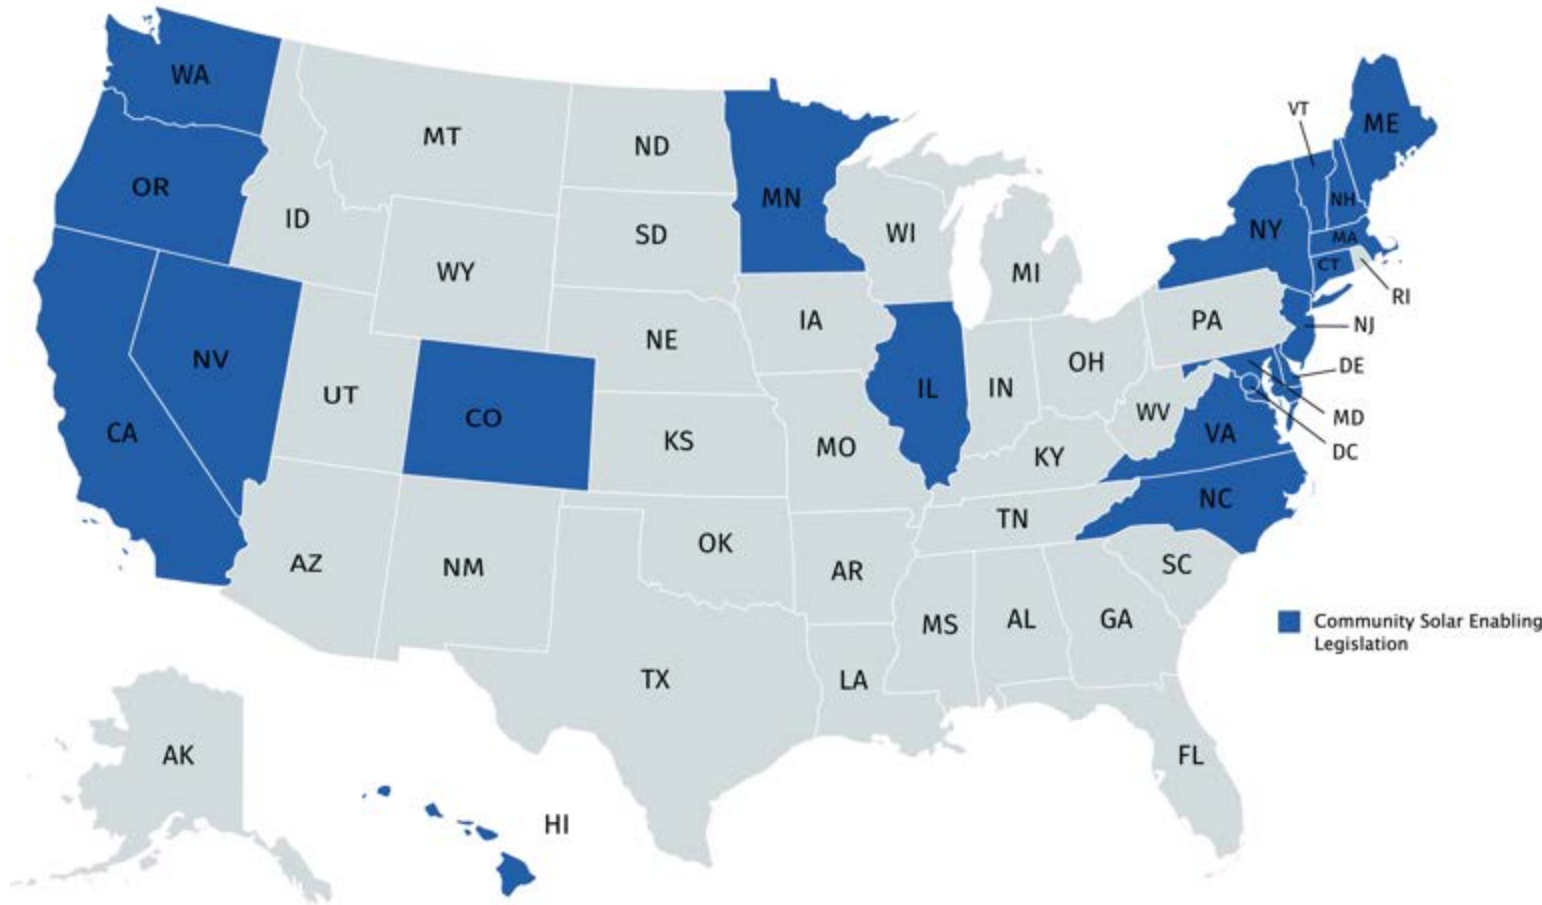 WA
MT
ND
MN
VT
ME
OR
ID
WY
SD
WI
MI
NY
NH
MA
CT
RI
NV
UT
CO
NE
IA
IL
IN
OH
PA
NJ
DE
MD
DC
CA
KS
MO
KY
WV
VA
NC
AZ
NM
OK
AR
TN
SC
TX
LA
MS
AL
GA
FL
AK
HI
Community Solar Enabling
Legislation